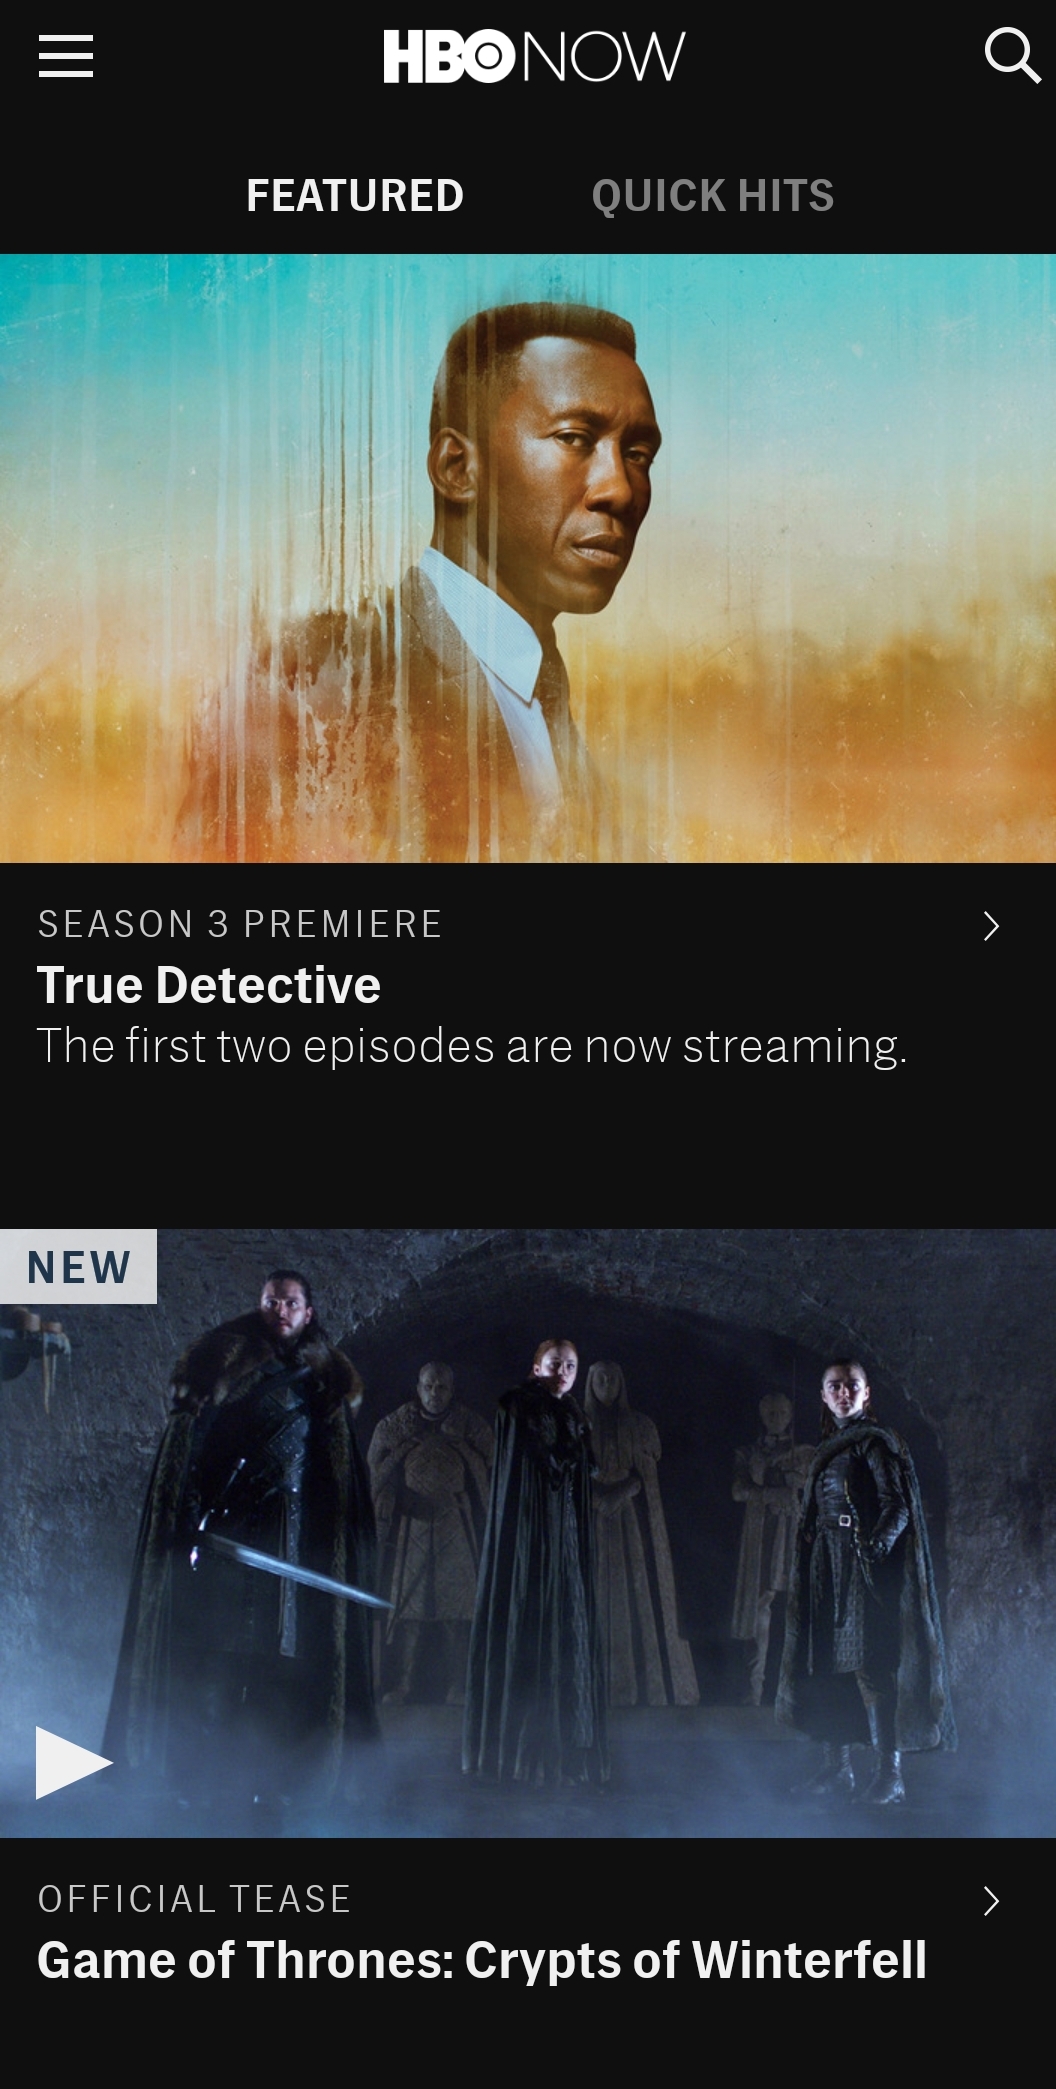 HBO NOW
FEATURED QUICK HITS
SEASON 3 PREMIERE
True Detective
The first two episodes are now streaming.
NEW
OFFICIAL TEASE
Game of Thrones: Crypts of Winterfell